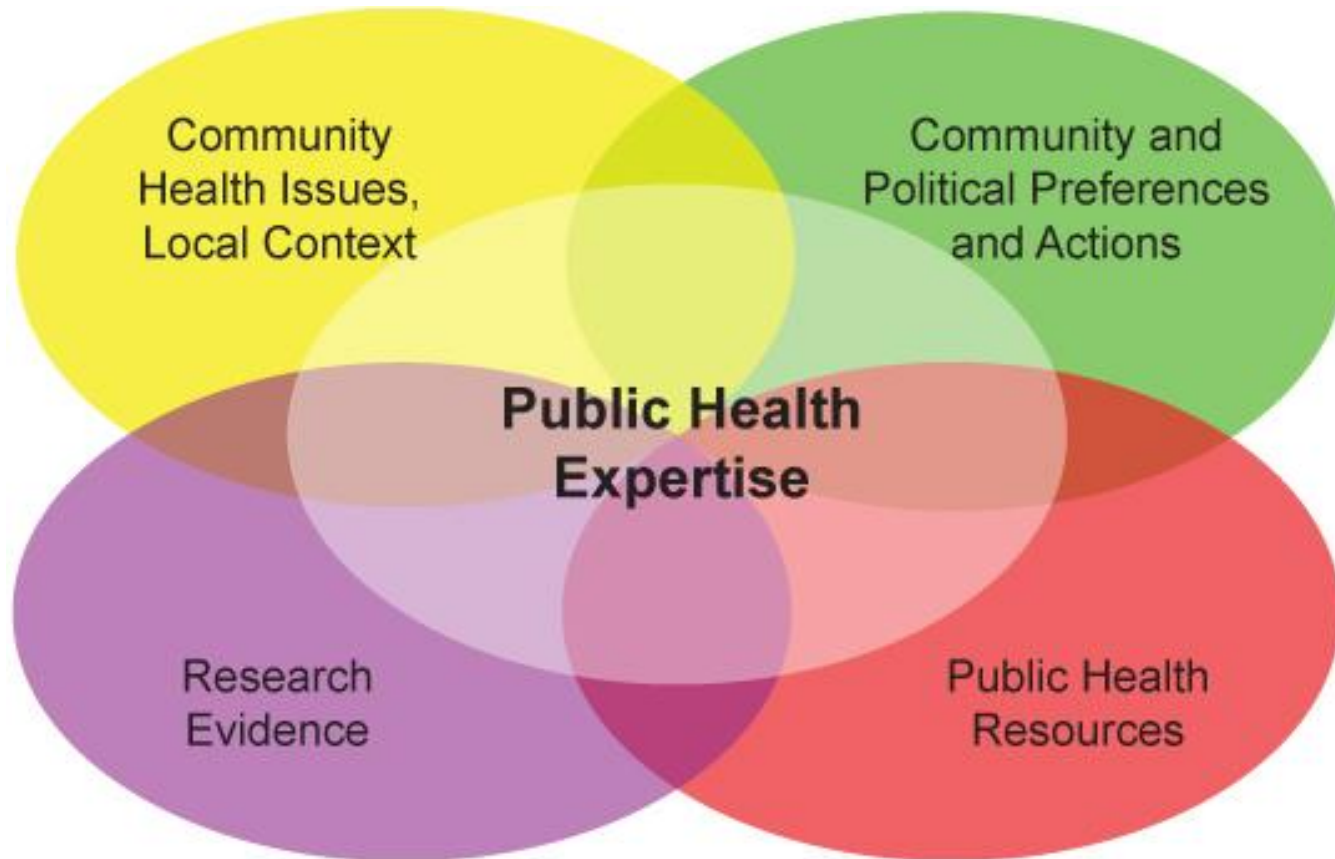 Community
Health Issues,
Local Context
Community and
Political Preferences
and Actions
Public Health
Expertise
Research
Evidence
Public Health
Resources